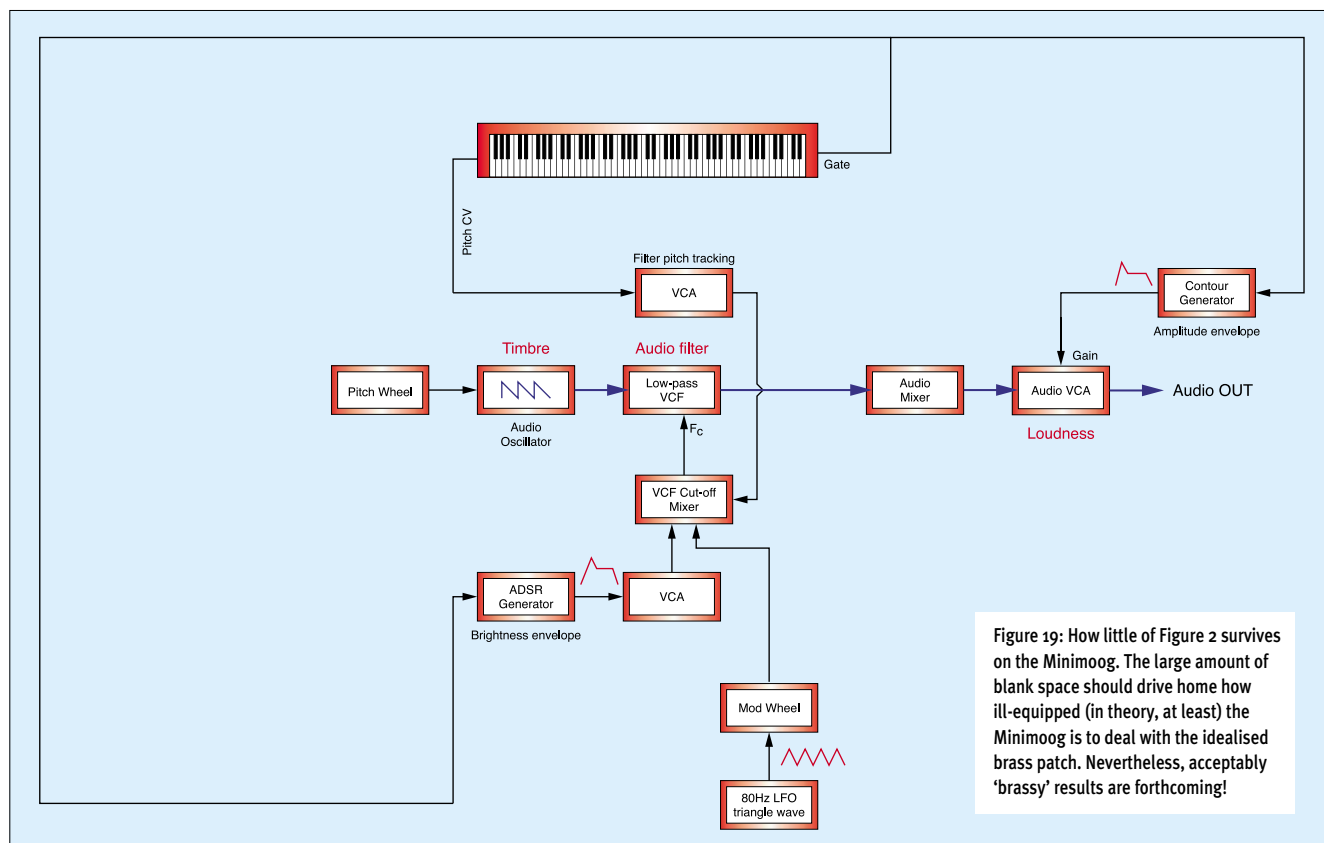 Gate
Pitch CV
Filter pitch tracking
VCA
Contour
Generator
Amplitude envelope
Timbre
Audio filter
Gain
Pitch Wheel
Low-pass
VCF
Audio
Mixer
Audio VCA
Audio OUT
Audio
Oscillator
Fc
Loudness
VCF Cut-off
Mixer
ADSR
Generator
VCA
Brightness envelope
Mod Wheel
80Hz LFO
triangle wave
Figure 19: How little of Figure 2 survives
on the Minimoog. The large amount of
blank space should drive home how
ill-equipped (in theory, at least) the
Minimoog is to deal with the idealised
brass patch. Nevertheless, acceptably
‘brassy’ results are forthcoming!